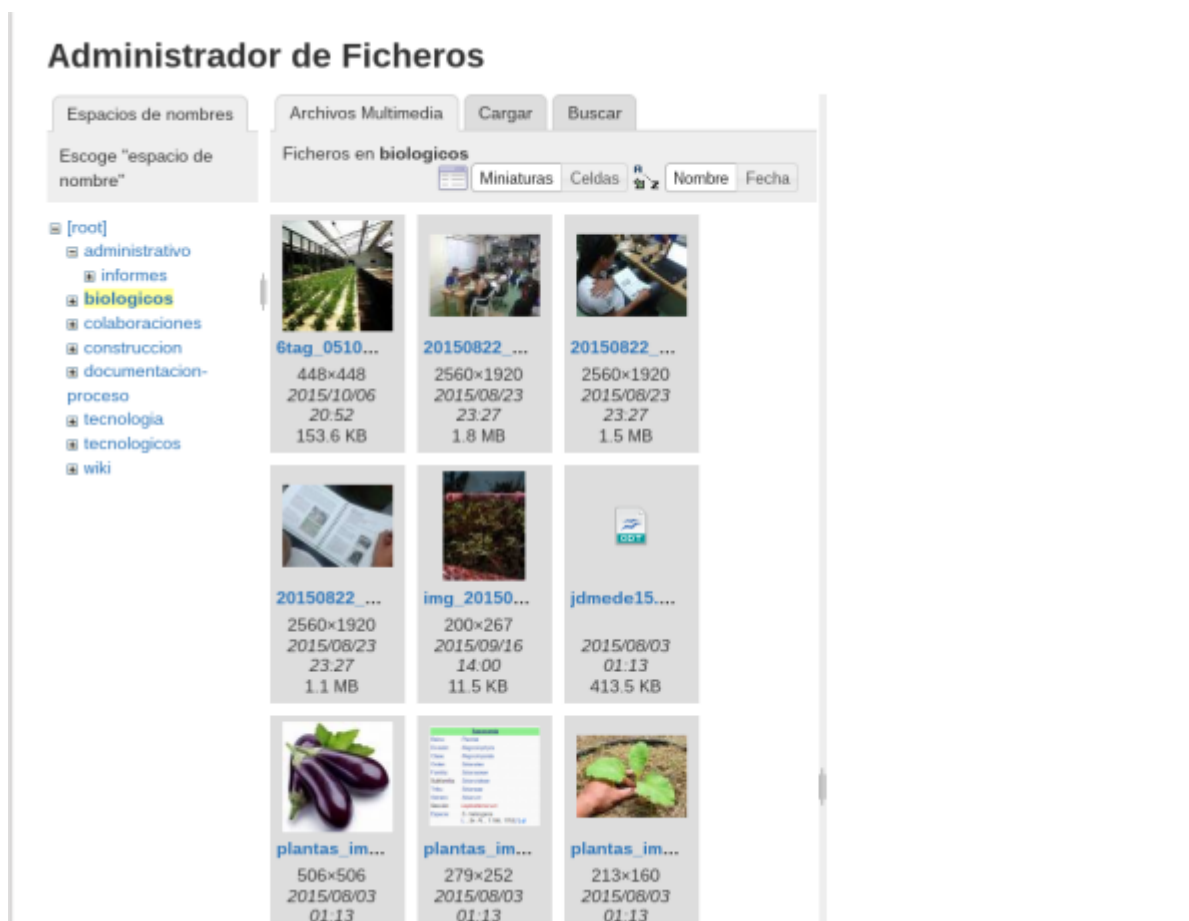 Administrador de Ficheros
Espacios de nombres
Escoge "espacio de
nombre"
[root]
administrativo
informes
biologicos
colaboraciones
construccion
documentacion-
proceso
tecnologia
tecnologicos
wiki
Archivos Multimedia
Cargar
Buscar
Ficheros en biologicos
Miniaturas
Celdas
Nombre
Fecha
6tag_0510...
448×448
2015/10/06
20:52
153.6 KB
20150822_...
2560×1920
2015/08/23
23:27
1.8 MB
20150822_...
2560×1920
2015/08/23
23:27
1.5 MB
20150822_...
2560×1920
2015/08/23
23:27
1.1 MB
img_20150...
200×267
2015/09/16
14:00
11.5 KB
ODT
jdmede15....
2015/08/03
01:13
413.5 KB
plantas_im...
506×506
2015/08/03
01:13
plantas_im...
279×252
2015/08/03
01:13
plantas_im...
213×160
2015/08/03
01:13